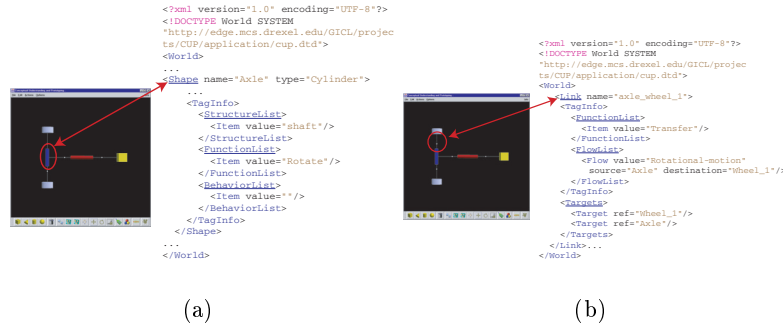 <?xml version="1.0" encoding="UTF-8"?>
<!DOCTYPE World SYSTEM
"http://edge.mcs.drexel.edu/GICL/projec
ts/CUP/application/cup.dtd">
<World>
...
<Shape name="Axle" type="Cylinder">
...
<TagInfo>
<StructureList>
<Item value="shaft"/>
</StructureList>
<FunctionList>
<Item value="Rotate"/>
</FunctionList>
<BehaviorList>
<Item value=""/>
</BehaviorList>
</TagInfo>
</Shape>
...
</World>
(a)
<?xml version="1.0" encoding="UTF-8"?>
<!DOCTYPE World SYSTEM
"http://edge.mcs.drexel.edu/GICL/projec
ts/CUP/application/cup.dtd">
<World>
<Link name="axle_wheel_1">
<TagInfo>
<FunctionList>
<Item value="Transfer"/>
</FunctionList>
<FlowList>
<Flow value="Rotational-motion"
source="Axle" destination="Wheel_1"/>
</FlowList>
</TagInfo>
<Targets>
<Target ref="Wheel_1"/>
<Target ref="Axle"/>
</Targets>
</Link>...
</World>
(b)